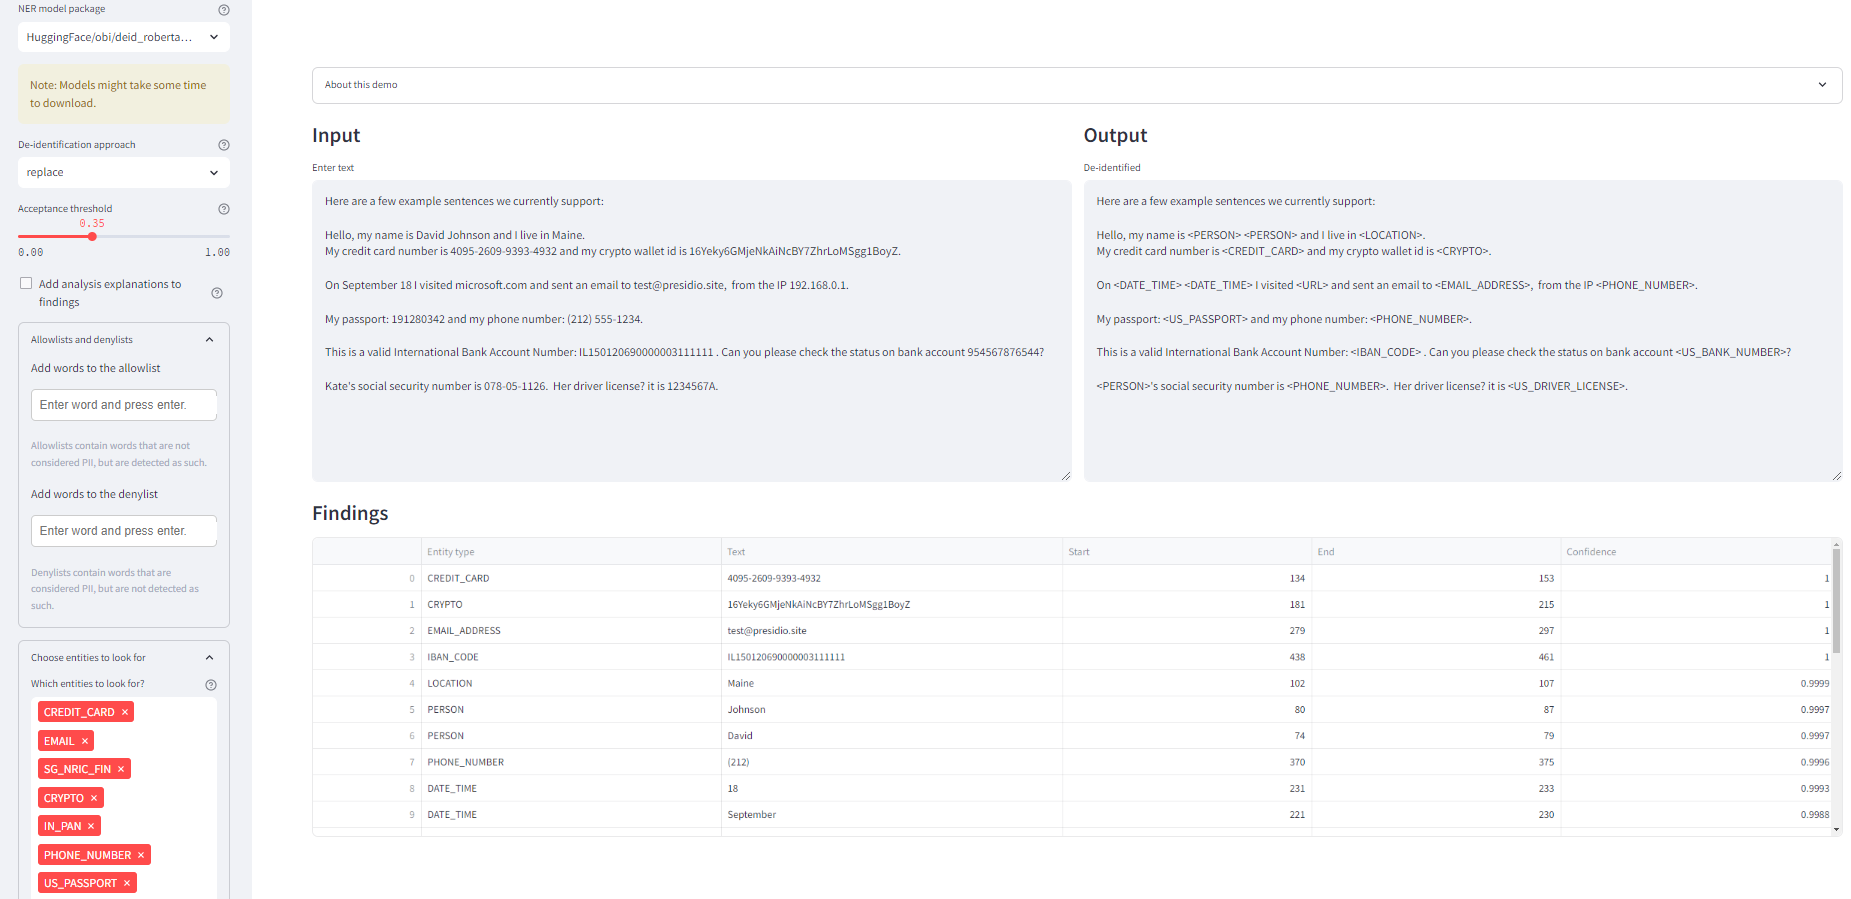 NER model package
HuggingFace/obi/deid_roberta...
Note: Models might take some time
to download.
De-identification approach
replace
Acceptance threshold
0.35
0.00 1.00
Add analysis explanations to
findings
Allowlists and denylists
Add words to the allowlist
Enter word and press enter.
Allowlists contain words that are not
considered PII, but are detected as such.
Add words to the denylist
Enter word and press enter.
Denylists contain words that are
considered PII, but are not detected as
such.
Choose entities to look for
Which entities to look for?
CREDIT_CARD ×
EMAIL ×
SG_NRIC_FIN ×
CRYPTO ×
IN_PAN ×
PHONE_NUMBER ×
US_PASSPORT ×
About this demo
Input
Enter text
Here are a few example sentences we currently support:
Hello, my name is David Johnson and I live in Maine.
My credit card number is 4095-2609-9393-4932 and my crypto wallet id is 16Yeky6GMjeNkAiNcBY7ZhrLoMSgg1BoyZ.
On September 18 I visited microsoft.com and sent an email to test@presidio.site, from the IP 192.168.0.1.
My passport: 191280342 and my phone number: (212) 555-1234.
This is a valid International Bank Account Number: IL150120690000003111111 . Can you please check the status on bank account 954567876544?
Kate's social security number is 078-05-1126. Her driver license? it is 1234567A.
Output
De-identified
Here are a few example sentences we currently support:
Hello, my name is <PERSON> <PERSON> and I live in <LOCATION>.
My credit card number is <CREDIT_CARD> and my crypto wallet id is <CRYPTO>.
On <DATE_TIME> <DATE_TIME> I visited <URL> and sent an email to <EMAIL_ADDRESS>, from the IP <PHONE_NUMBER>.
My passport: <US_PASSPORT> and my phone number: <PHONE_NUMBER>.
This is a valid International Bank Account Number: <IBAN_CODE> . Can you please check the status on bank account <US_BANK_NUMBER>?
<PERSON>'s social security number is <PHONE_NUMBER>. Her driver license? it is <US_DRIVER_LICENSE>.
Findings
Entity type Text Start End Confidence
0 CREDIT_CARD 4095-2609-9393-4932 134 153 1
1 CRYPTO 16Yeky6GMjeNkAiNcBY7ZhrLoMSgg1BoyZ 181 215 1
2 EMAIL_ADDRESS test@presidio.site 279 297 1
3 IBAN_CODE IL150120690000003111111 438 461 1
4 LOCATION Maine 102 107 0.9999
5 PERSON Johnson 80 87 0.9997
6 PERSON David 74 79 0.9997
7 PHONE_NUMBER (212) 370 375 0.9996
8 DATE_TIME 18 231 233 0.9993
9 DATE_TIME September 221 230 0.9988